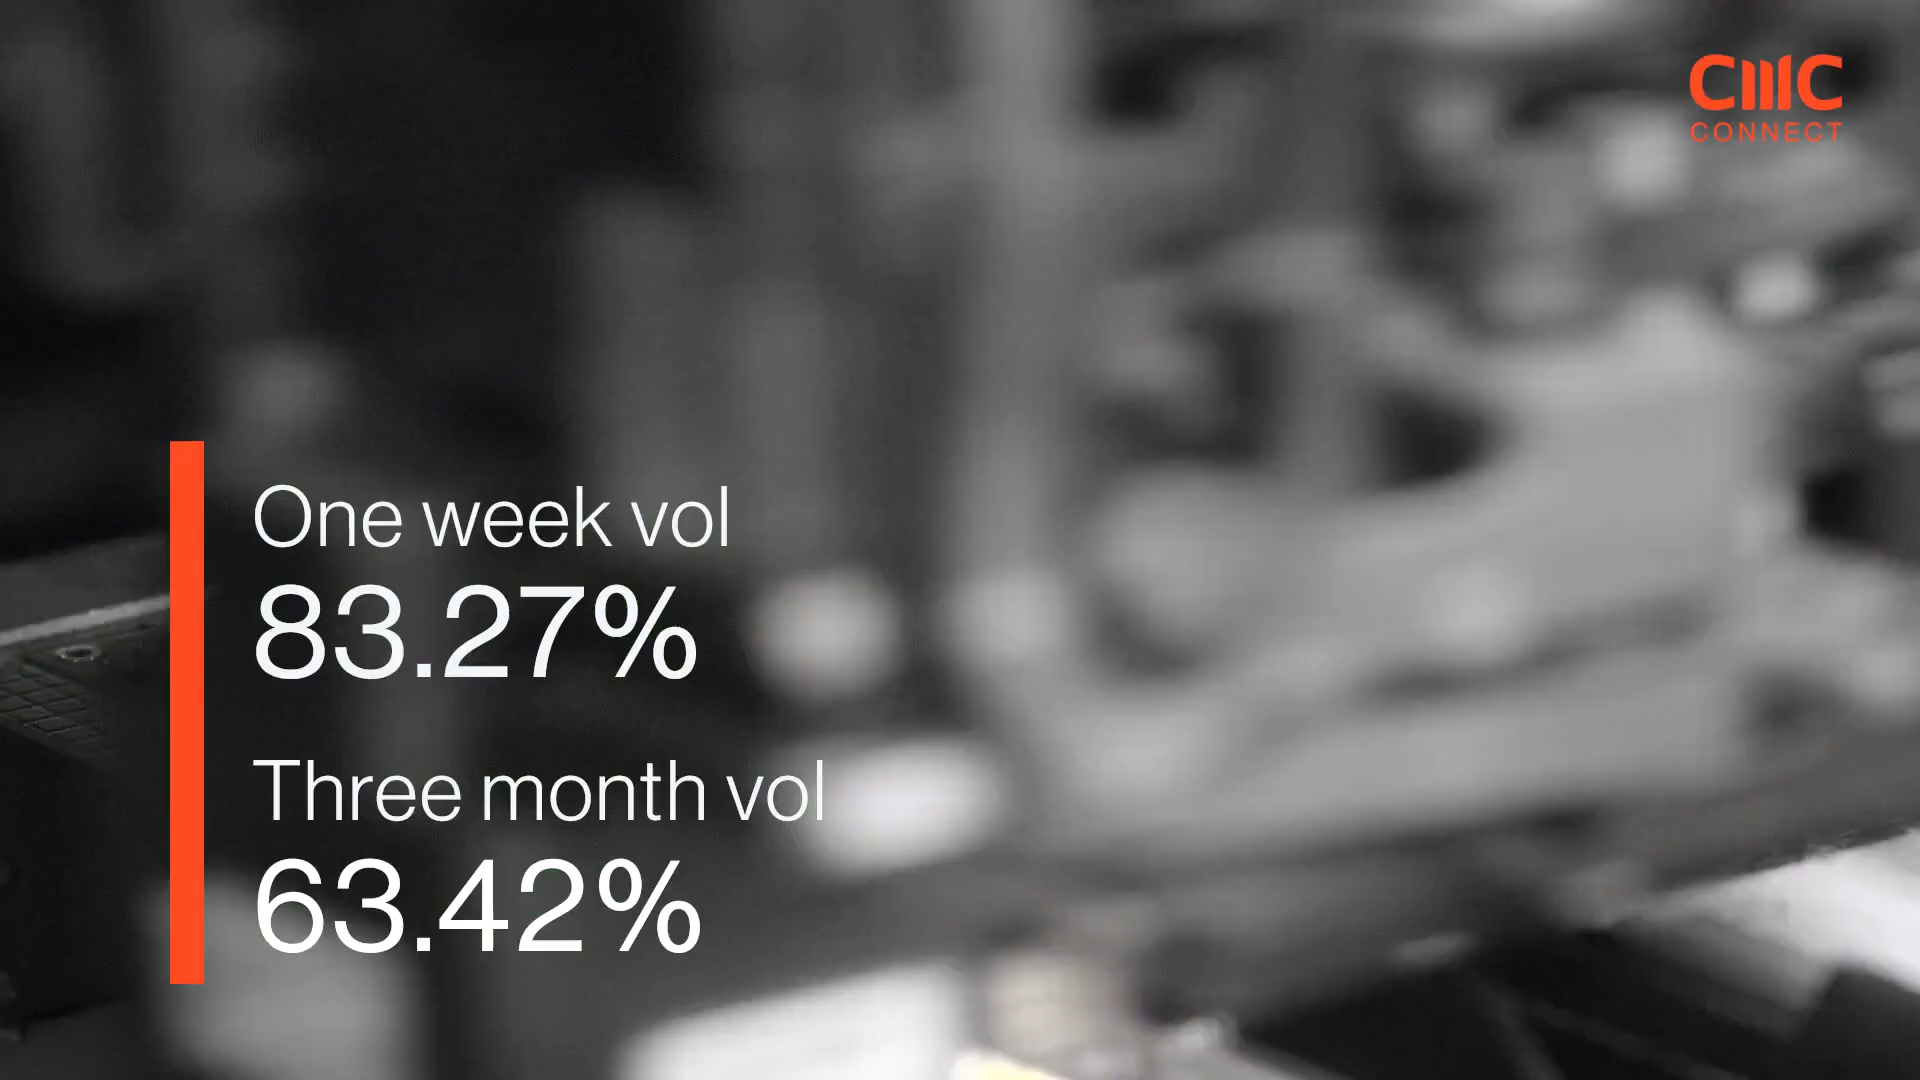 CMC
CONNECT
One week vol
83.27%
Three month vol
63.42%